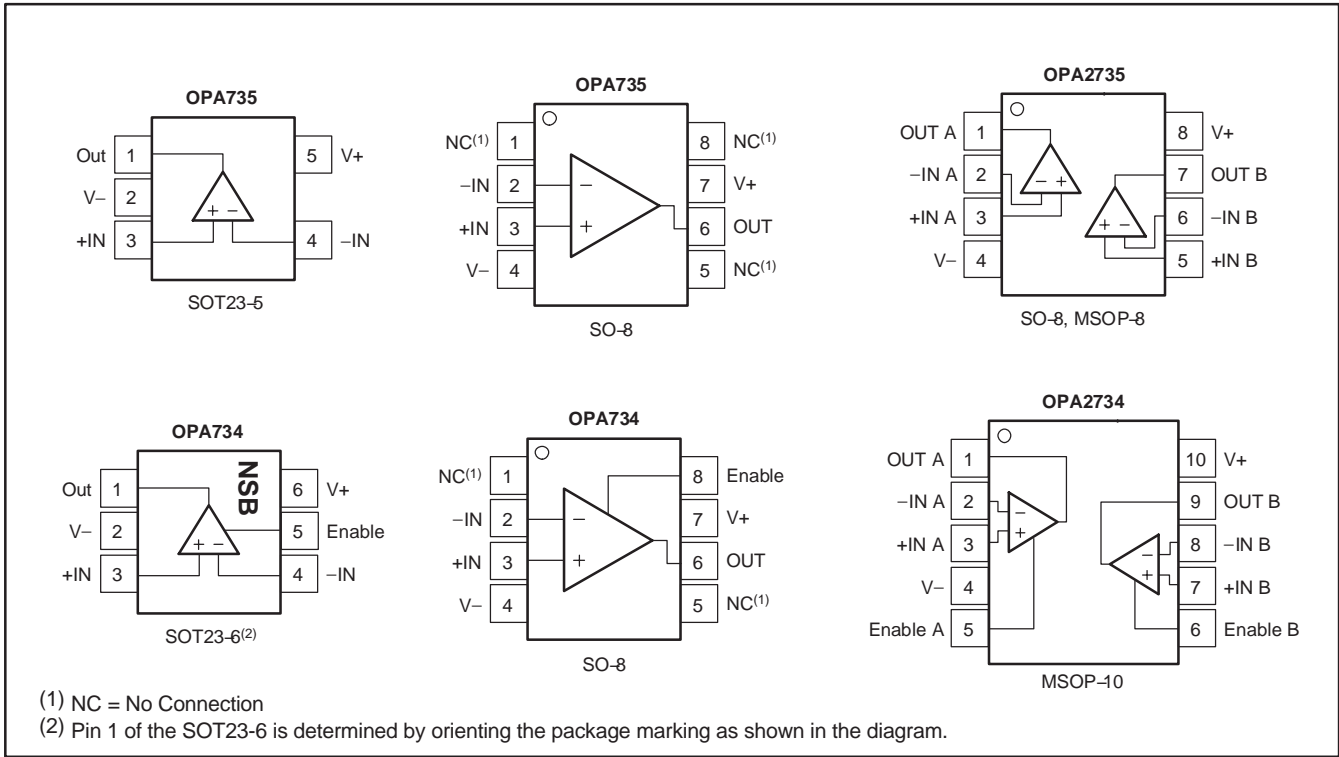 OPA735
Out 1
V– 2
+IN 3
5 V+
4 –IN
SOT23-5
OPA735
NC(1) 1
–IN 2
+IN 3
V– 4
8 NC(1)
7 V+
6 OUT
5 NC(1)
– +
SO-8
OPA2735
OUT A 1
–IN A 2
+IN A 3
V– 4
8 V+
7 OUT B
6 –IN B
5 +IN B
SO-8, MSOP-8
OPA734
NSB
Out 1
V– 2
+IN 3
6 V+
5 Enable
4 –IN
SOT23-6(2)
OPA734
NC(1) 1
–IN 2
+IN 3
V– 4
8 Enable
7 V+
6 OUT
5 NC(1)
SO-8
OPA2734
OUT A 1
–IN A 2
+IN A 3
V– 4
Enable A 5
10 V+
9 OUT B
8 –IN B
7 +IN B
6 Enable B
MSOP-10
(1) NC = No Connection
(2) Pin 1 of the SOT23-6 is determined by orienting the package marking as shown in the diagram.